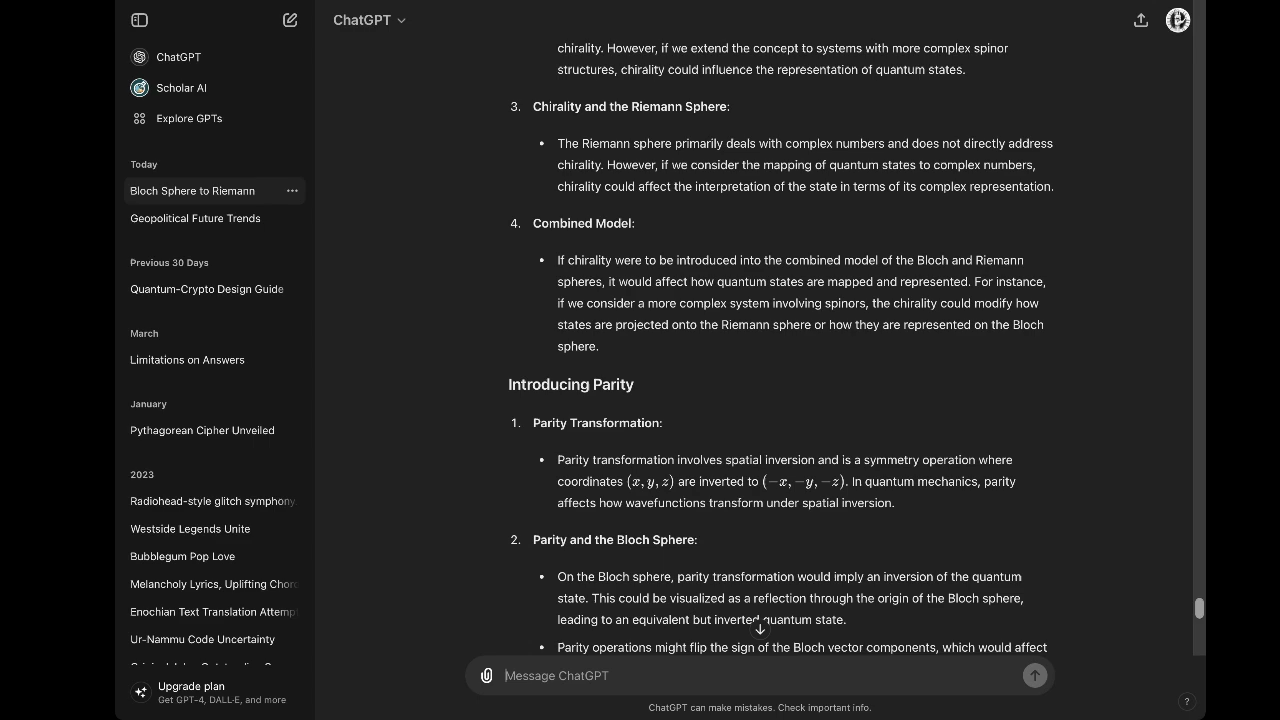 ChatGPT
ChatGPT
Scholar AI
Explore GPTs
Today
Bloch Sphere to Riemann
Geopolitical Future Trends
Previous 30 Days
Quantum-Crypto Design Guide
March
Limitations on Answers
January
Pythagorean Cipher Unveiled
2023
Radiohead-style glitch symphony.
Westside Legends Unite
Bubblegum Pop Love
Melancholy Lyrics, Uplifting Chord
Enochian Text Translation Attempt
Ur-Nammu Code Uncertainty
Upgrade plan
Get GPT-4, DALL·E, and more
chirality. However, if we extend the concept to systems with more complex spinor
structures, chirality could influence the representation of quantum states.
3. Chirality and the Riemann Sphere:
• The Riemann sphere primarily deals with complex numbers and does not directly address
chirality. However, if we consider the mapping of quantum states to complex numbers,
chirality could affect the interpretation of the state in terms of its complex representation.
4. Combined Model:
• If chirality were to be introduced into the combined model of the Bloch and Riemann
spheres, it would affect how quantum states are mapped and represented. For instance,
if we consider a more complex system involving spinors, the chirality could modify how
states are projected onto the Riemann sphere or how they are represented on the Bloch
sphere.
Introducing Parity
1. Parity Transformation:
• Parity transformation involves spatial inversion and is a symmetry operation where
coordinates (x, y, z) are inverted to (−x, −y, −z). In quantum mechanics, parity
affects how wavefunctions transform under spatial inversion.
2. Parity and the Bloch Sphere:
• On the Bloch sphere, parity transformation would imply an inversion of the quantum
state. This could be visualized as a reflection through the origin of the Bloch sphere,
leading to an equivalent but inverted quantum state.
• Parity operations might flip the sign of the Bloch vector components, which would affect
Message ChatGPT
ChatGPT can make mistakes. Check important info.
?